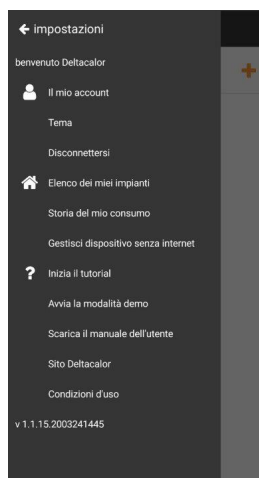 impostazioni
benvenuto Deltacalor
Il mio account
Tema
Disconnettersi
Elenco dei miei impianti
Storia del mio consumo
Gestisci dispositivo senza internet
Inizia il tutorial
Avvia la modalità demo
Scarica il manuale dell'utente
Sito Deltacalor
Condizioni d'uso
v 1.1.15.2003241445